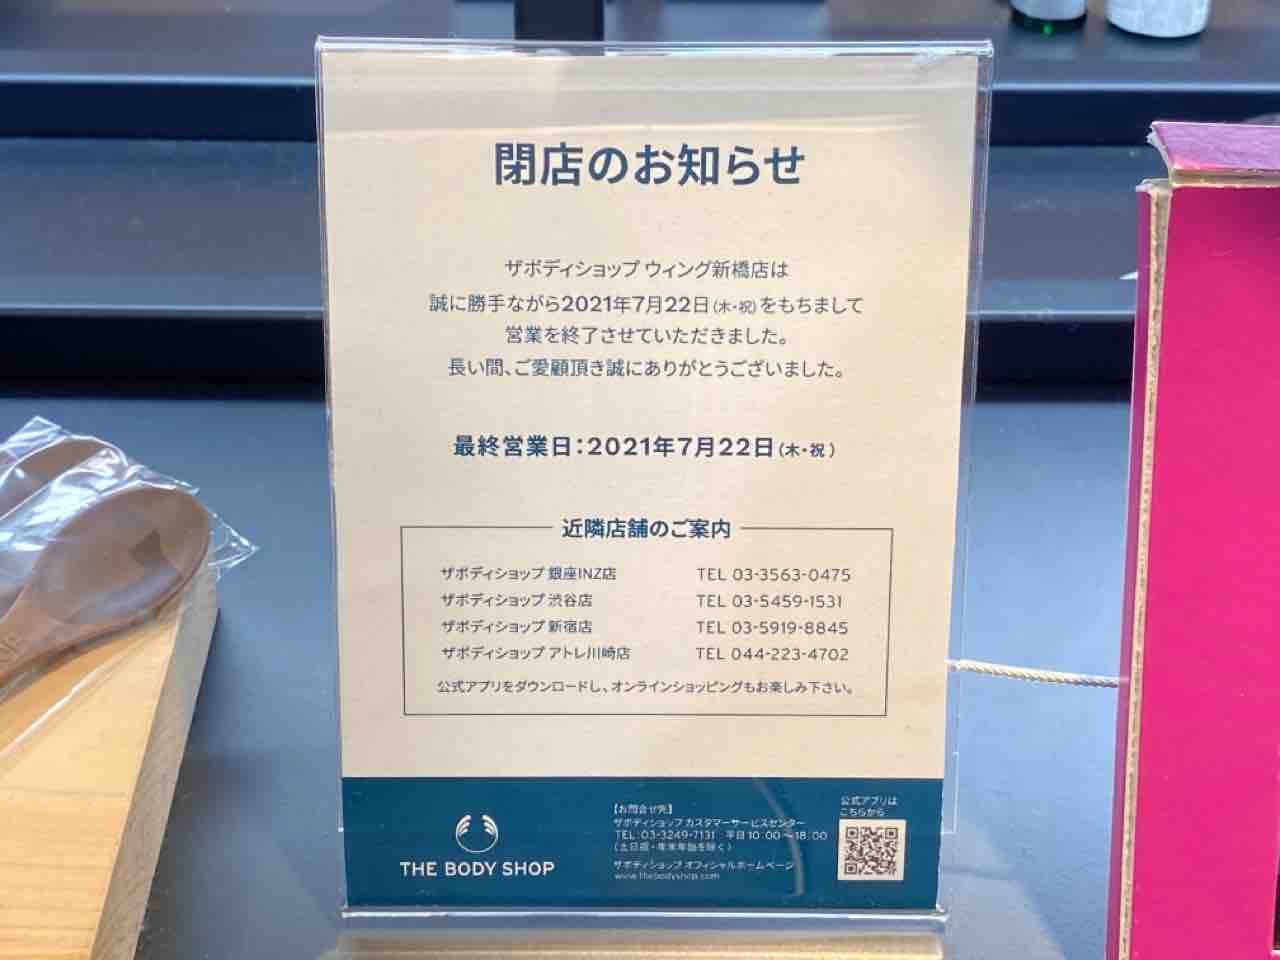 閉店のお知らせ
ザボディショップ ウィング新橋店は
誠に勝手ながら2021年7月22日(木・祝)をもちまして
営業を終了させていただきました。
長い間、ご愛顧頂き誠にありがとうございました。
最終営業日:2021年7月22日(木・祝)
近隣店舗のご案内
ザボディショップ 銀座INZ店 TEL 03-3563-0475
ザボディショップ 渋谷店 TEL 03-5459-1531
ザボディショップ 新宿店 TEL 03-5919-8845
ザボディショップ アトレ川崎店 TEL 044-223-4702
公式アプリをダウンロードし、オンラインショッピングもお楽しみ下さい。
THE BODY SHOP
【お問合せ先】
ザボディショップ カスタマーサービスセンター
TEL:03-3249-7131 平日10:00~18:00
(土日祝・年末年始を除く)
ザボディショップ オフィシャルホームページ
www.thebodyshop.com
公式アプリは
こちらから